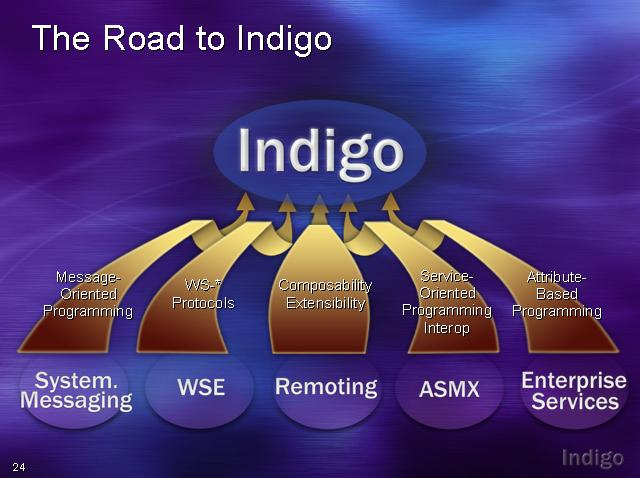 The Road to Indigo
Indigo
Message-
Oriented
Programming
WS-*
Protocols
Composability
Extensibility
Service-
Oriented
Programming
Interop
Attribute-
Based
Programming
System.
Messaging
WSE
Remoting
ASMX
Enterprise
Services
24
Indigo